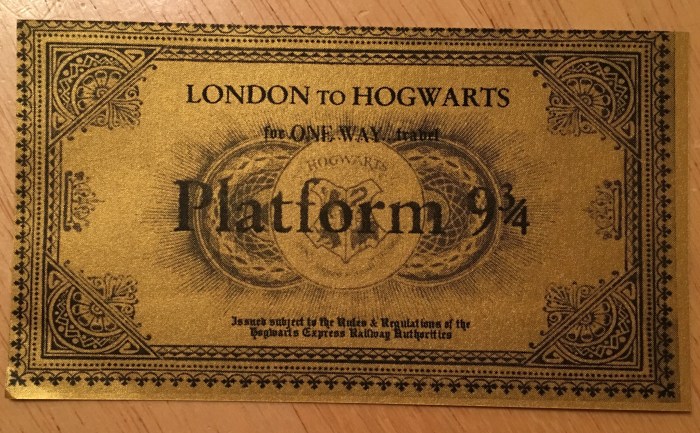 LONDON TO HOGWARTS
for ONE WAY.. travel
HOGWARTS
Platform 9¾
Issued subject to the Rules & Regulations of the
Hogwarts Express Railway Authorities